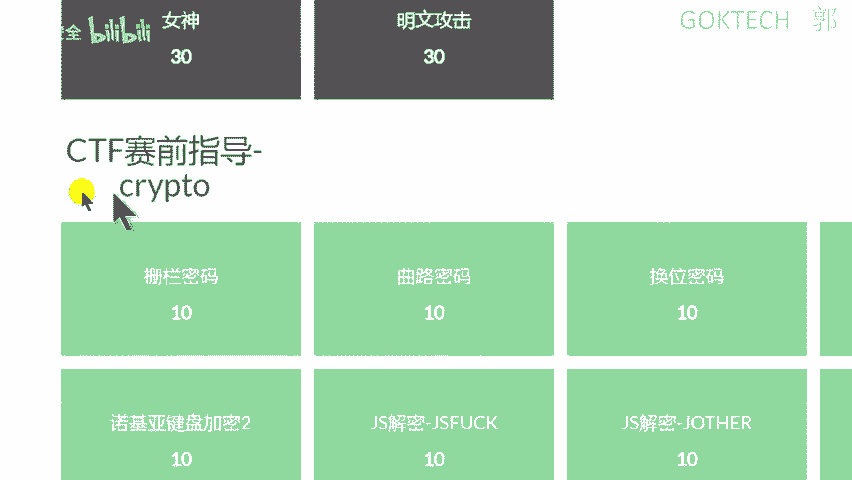 女神
明文攻击
GOKTECH 郭
全 bilibili
30
30
CTF赛前指导-
crypto
栅栏密码
曲路密码
换位密码
10
10
10
诺基亚键盘加密2
JS解密-JSFUCK
JS解密-JOTHER
10
10
10